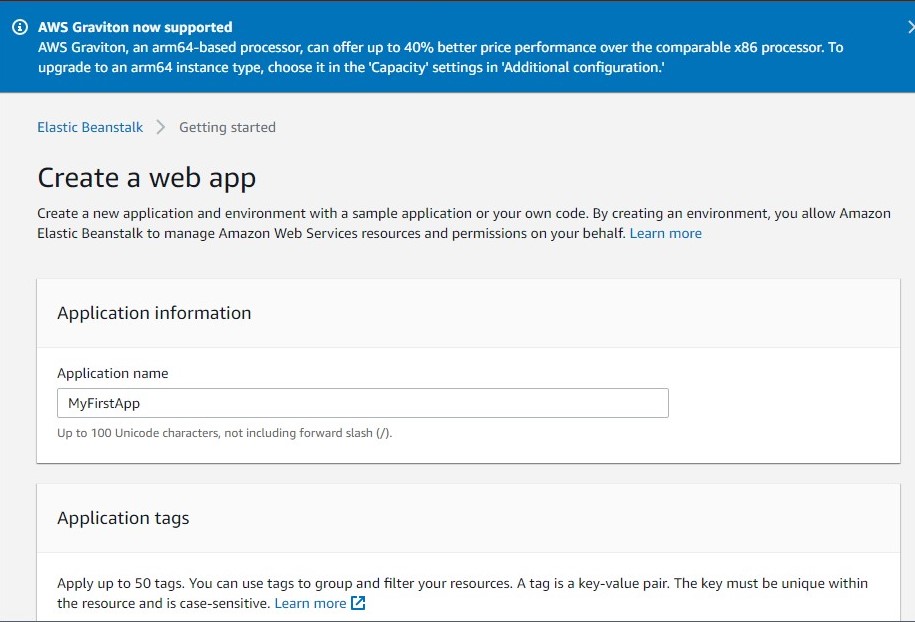 AWS Graviton now supported
AWS Graviton, an arm64-based processor, can offer up to 40% better price performance over the comparable x86 processor. To
upgrade to an arm64 instance type, choose it in the 'Capacity' settings in 'Additional configuration.'
Elastic Beanstalk > Getting started
Create a web app
Create a new application and environment with a sample application or your own code. By creating an environment, you allow Amazon
Elastic Beanstalk to manage Amazon Web Services resources and permissions on your behalf. Learn more
Application information
Application name
MyFirstApp
Up to 100 Unicode characters, not including forward slash (/).
Application tags
Apply up to 50 tags. You can use tags to group and filter your resources. A tag is a key-value pair. The key must be unique within
the resource and is case-sensitive. Learn more